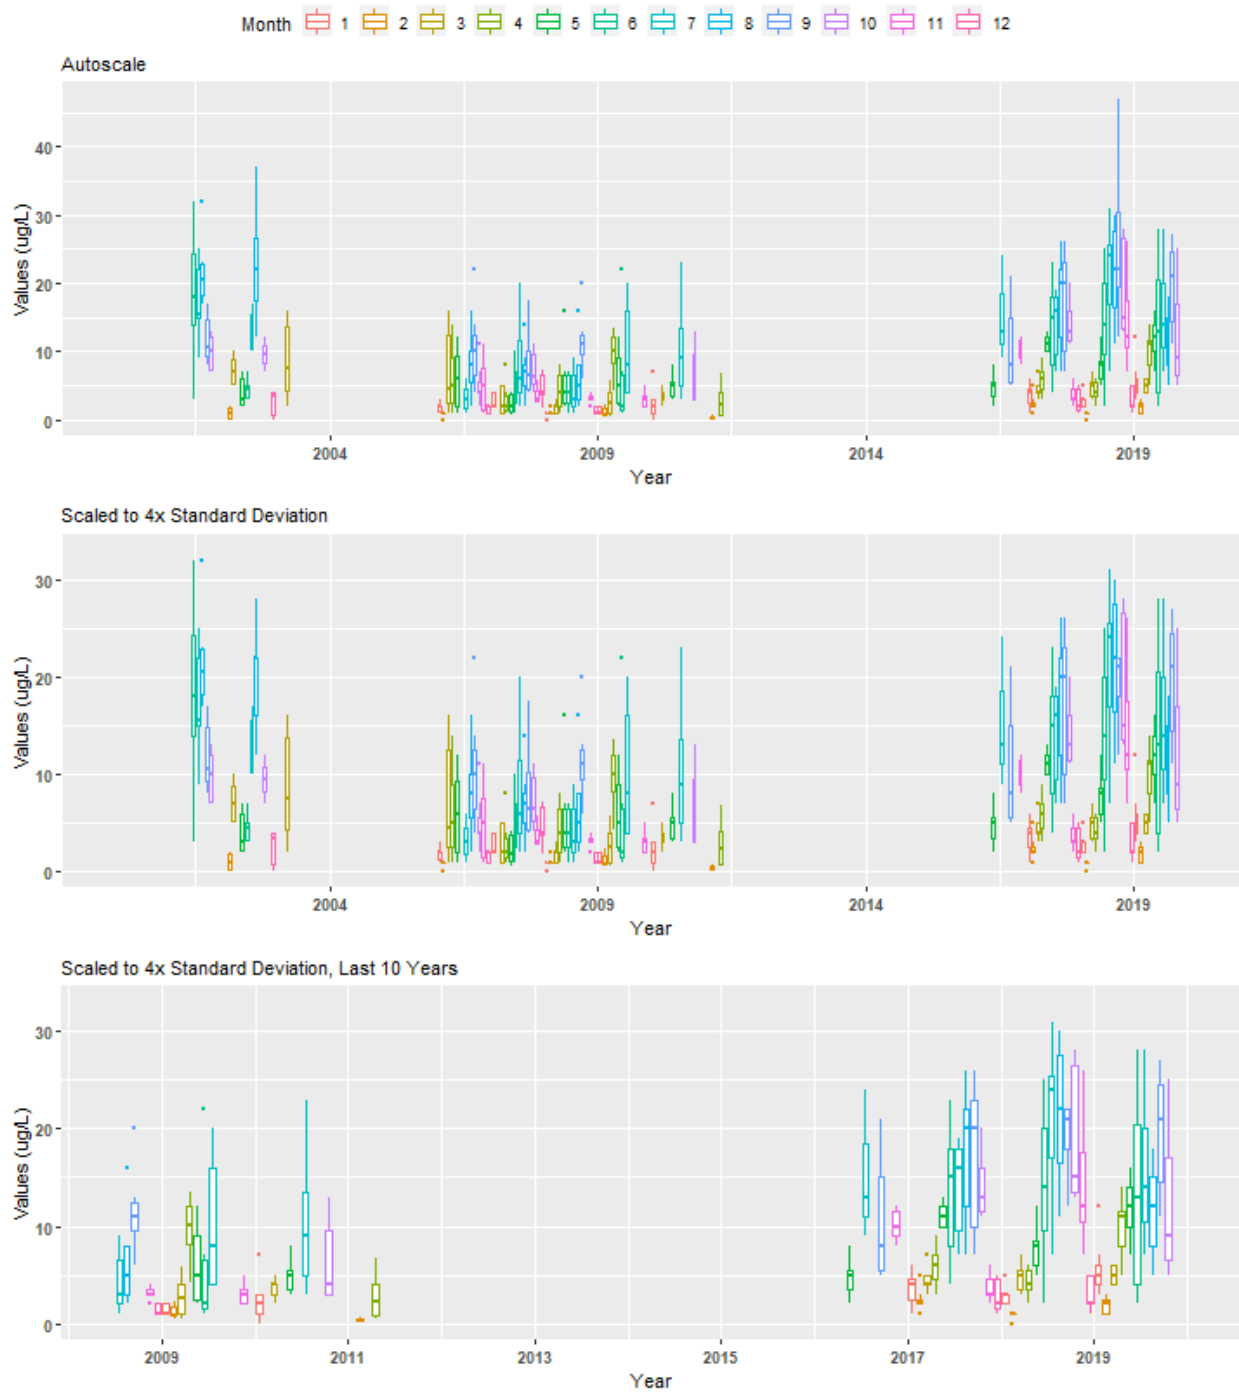 Month 1 2 3 4 5 6 7 8 9 10 11 12
Autoscale
Values (ug/L)
40
30
20
10
0
2004 2009 2014 2019
Year
Scaled to 4x Standard Deviation
Values (ug/L)
30
20
10
0
2004 2009 2014 2019
Year
Scaled to 4x Standard Deviation, Last 10 Years
Values (ug/L)
30
20
10
0
2009 2011 2013 2015 2017 2019
Year